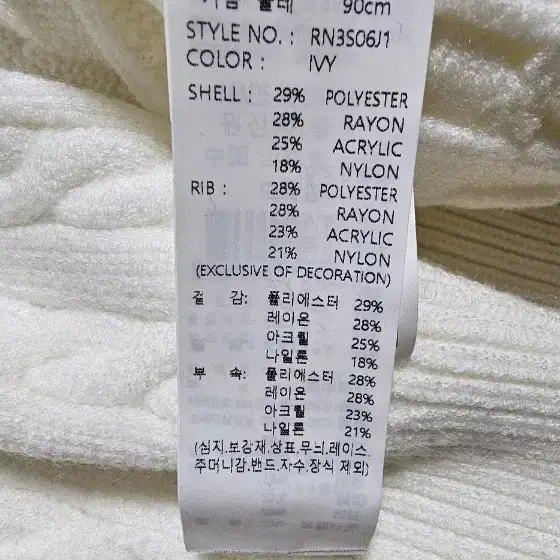 90cm
STYLE NO. : RN3S06J1
COLOR : IVY
SHELL : 29% POLYESTER
28% RAYON
25% ACRYLIC
18% NYLON
RIB : 28% POLYESTER
28% RAYON
23% ACRYLIC
21% NYLON
(EXCLUSIVE OF DECORATION)
겉 감: 폴리에스터 29%
레이온 28%
아크릴 25%
나일론 18%
부 속: 폴리에스터 28%
레이온 28%
아크릴 23%
나일론 21%
(심지.보강재.상표.무늬.레이스.
주머니감.밴드.자수.장식 제외)